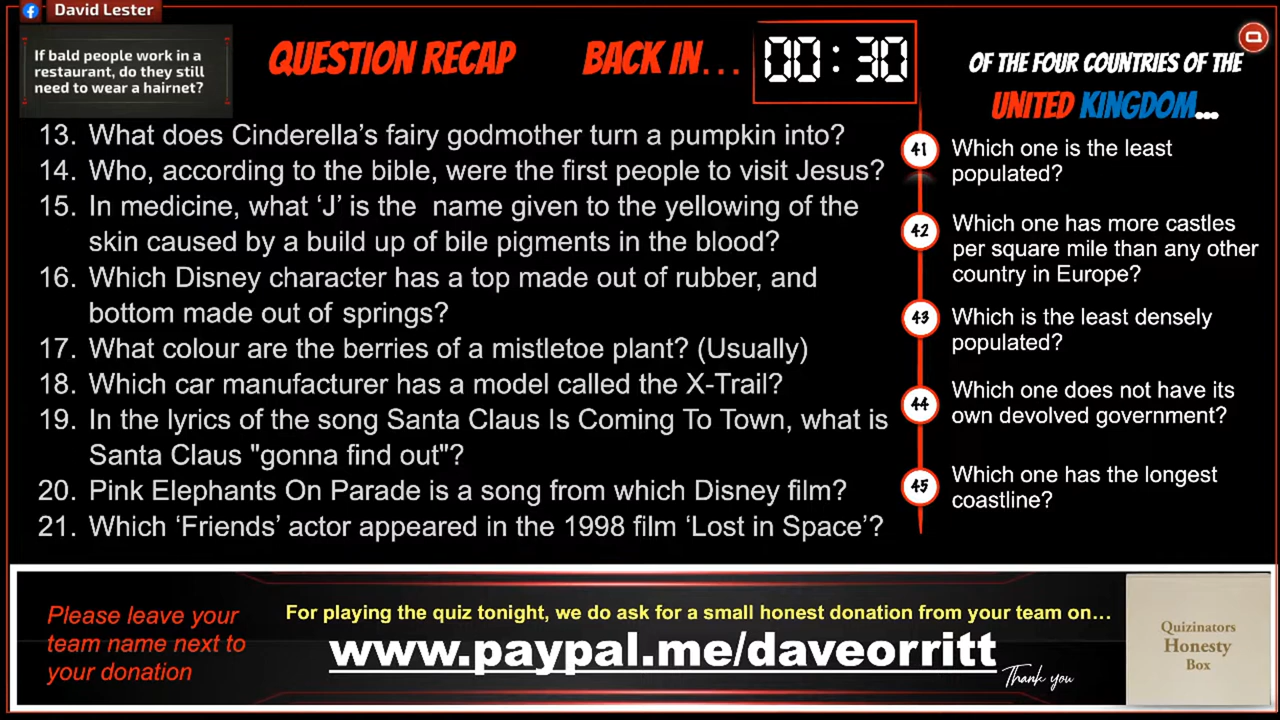 David Lester
If bald people work in a
restaurant, do they still
need to wear a hairnet?
QUESTION RECAP BACK IN... 00:30
13. What does Cinderella's fairy godmother turn a pumpkin into?
14. Who, according to the bible, were the first people to visit Jesus?
15. In medicine, what ‘J’ is the name given to the yellowing of the
skin caused by a build up of bile pigments in the blood?
16. Which Disney character has a top made out of rubber, and
bottom made out of springs?
17. What colour are the berries of a mistletoe plant? (Usually)
18. Which car manufacturer has a model called the X-Trail?
19. In the lyrics of the song Santa Claus Is Coming To Town, what is
Santa Claus "gonna find out"?
20. Pink Elephants On Parade is a song from which Disney film?
21. Which ‘Friends’ actor appeared in the 1998 film ‘Lost in Space’?
OF THE FOUR COUNTRIES OF THE
UNITED KINGDOM...
41 Which one is the least
populated?
42 Which one has more castles
per square mile than any other
country in Europe?
43 Which is the least densely
populated?
44 Which one does not have its
own devolved government?
45 Which one has the longest
coastline?
Please leave your
team name next to
your donation
For playing the quiz tonight, we do ask for a small honest donation from your team on...
www.paypal.me/daveorritt
Thank you
Quizinators
Honesty
Box